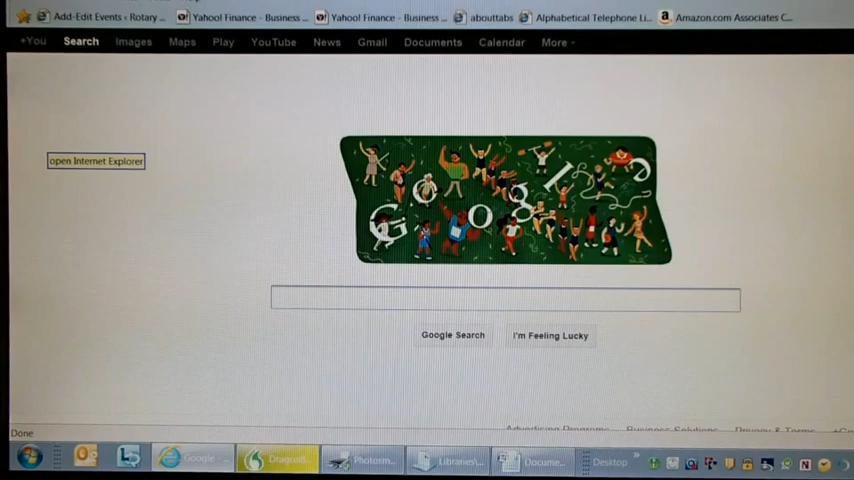 Add-Edit Events ‹ Rotary ... Yahoo! Finance - Business ... Yahoo! Finance - Business ... abouttabs Alphabetical Telephone Li... Amazon.com Associates C...
+You Search Images Maps Play YouTube News Gmail Documents Calendar More
open Internet Explorer
Google
Google Search I'm Feeling Lucky
Advertising Programs Business Solutions Privacy & Terms
Done
Google - ... Photorm... Libraries\... Docume... Desktop